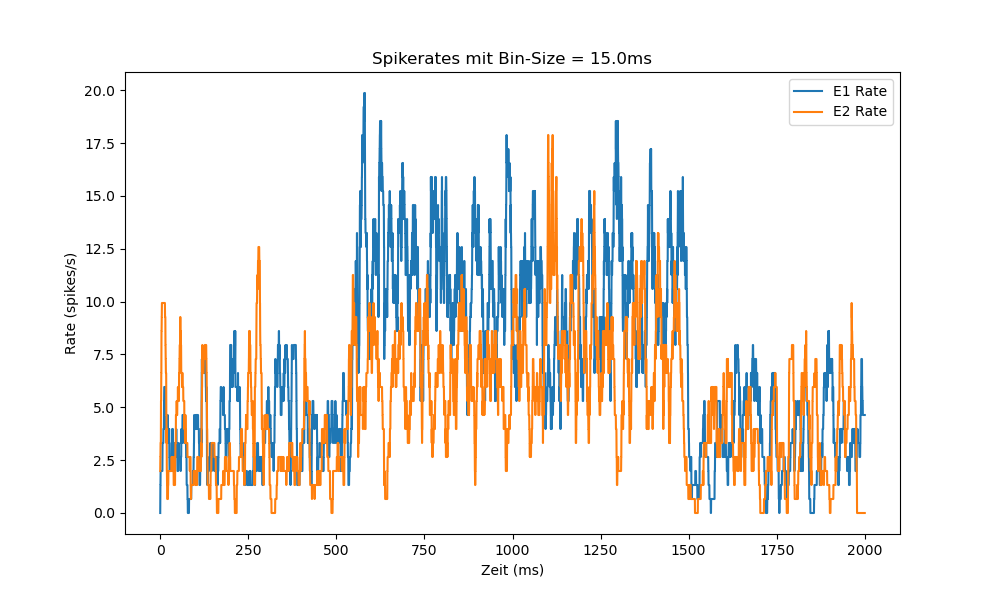 Spikerates mit Bin-Size = 15.0ms
E1 Rate
E2 Rate
Rate (spikes/s)
20.0
17.5
15.0
12.5
10.0
7.5
5.0
2.5
0.0
0 250 500 750 1000 1250 1500 1750 2000
Zeit (ms)